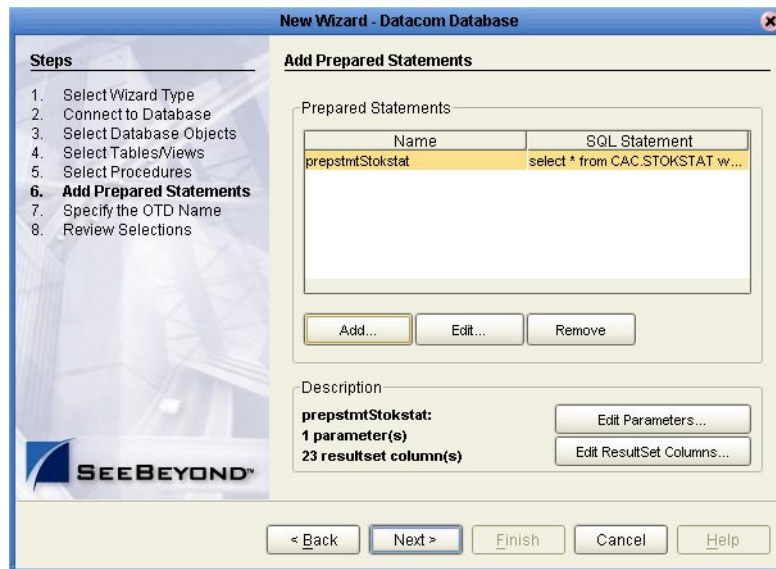 New Wizard - Datacom Database
Steps
1. Select Wizard Type
2. Connect to Database
3. Select Database Objects
4. Select Tables/Views
5. Select Procedures
6. Add Prepared Statements
7. Specify the OTD Name
8. Review Selections
SEEBEYOND™
Add Prepared Statements
Prepared Statements
Name SQL Statement
prepstmtStokstat select * from CAC.STOKSTAT w...
Add... Edit... Remove
Description
prepstmtStokstat:
1 parameter(s)
23 resultset column(s)
Edit Parameters...
Edit ResultSet Columns...
< Back Next > Finish Cancel Help